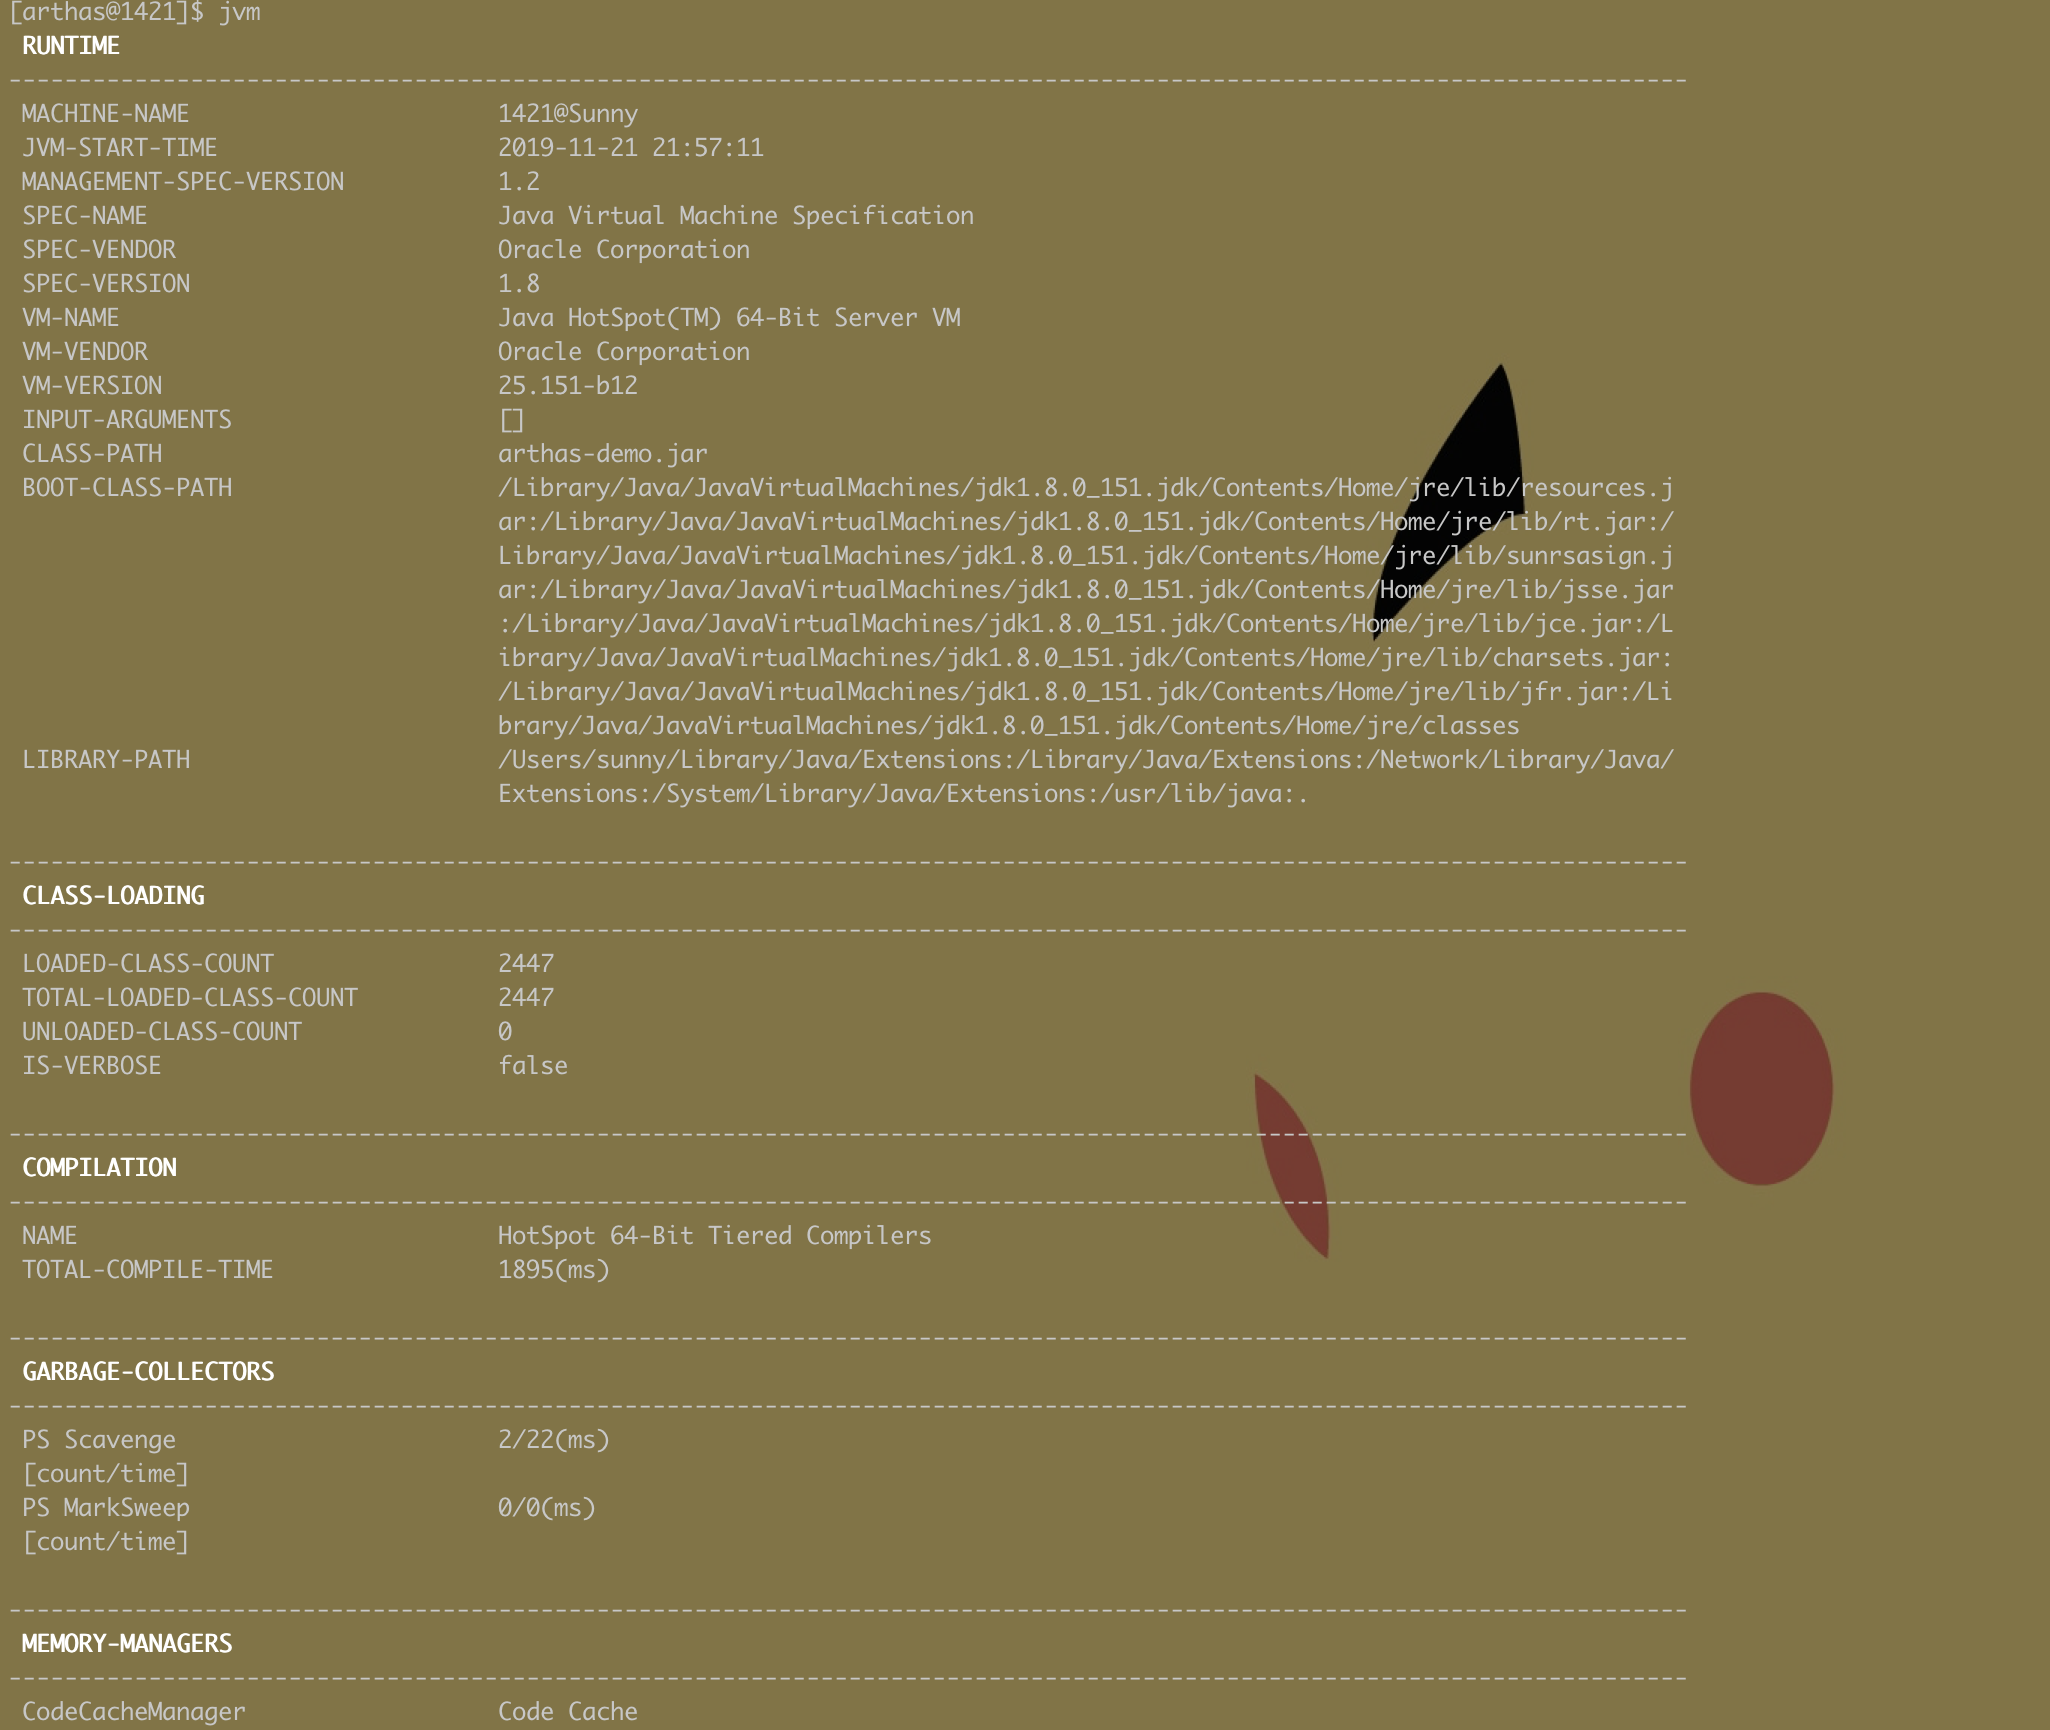 [arthas@1421]$ jvm
RUNTIME
------------------------------------------------------------------------------------------------------------------------
MACHINE-NAME                      1421@Sunny
JVM-START-TIME                    2019-11-21 21:57:11
MANAGEMENT-SPEC-VERSION           1.2
SPEC-NAME                         Java Virtual Machine Specification
SPEC-VENDOR                       Oracle Corporation
SPEC-VERSION                      1.8
VM-NAME                           Java HotSpot(TM) 64-Bit Server VM
VM-VENDOR                         Oracle Corporation
VM-VERSION                        25.151-b12
INPUT-ARGUMENTS                   []
CLASS-PATH                        arthas-demo.jar
BOOT-CLASS-PATH                   /Library/Java/JavaVirtualMachines/jdk1.8.0_151.jdk/Contents/Home/jre/lib/resources.j
                                  ar:/Library/Java/JavaVirtualMachines/jdk1.8.0_151.jdk/Contents/Home/jre/lib/rt.jar:/
                                  Library/Java/JavaVirtualMachines/jdk1.8.0_151.jdk/Contents/Home/jre/lib/sunrsasign.j
                                  ar:/Library/Java/JavaVirtualMachines/jdk1.8.0_151.jdk/Contents/Home/jre/lib/jsse.jar
                                  :/Library/Java/JavaVirtualMachines/jdk1.8.0_151.jdk/Contents/Home/jre/lib/jce.jar:/L
                                  ibrary/Java/JavaVirtualMachines/jdk1.8.0_151.jdk/Contents/Home/jre/lib/charsets.jar:
                                  /Library/Java/JavaVirtualMachines/jdk1.8.0_151.jdk/Contents/Home/jre/lib/jfr.jar:/Li
                                  brary/Java/JavaVirtualMachines/jdk1.8.0_151.jdk/Contents/Home/jre/classes
LIBRARY-PATH                      /Users/sunny/Library/Java/Extensions:/Library/Java/Extensions:/Network/Library/Java/
                                  Extensions:/System/Library/Java/Extensions:/usr/lib/java:.
------------------------------------------------------------------------------------------------------------------------
CLASS-LOADING
------------------------------------------------------------------------------------------------------------------------
LOADED-CLASS-COUNT                2447
TOTAL-LOADED-CLASS-COUNT          2447
UNLOADED-CLASS-COUNT              0
IS-VERBOSE                        false
------------------------------------------------------------------------------------------------------------------------
COMPILATION
------------------------------------------------------------------------------------------------------------------------
NAME                              HotSpot 64-Bit Tiered Compilers
TOTAL-COMPILE-TIME                1895(ms)
------------------------------------------------------------------------------------------------------------------------
GARBAGE-COLLECTORS
------------------------------------------------------------------------------------------------------------------------
PS Scavenge                       2/22(ms)
[count/time]
PS MarkSweep                      0/0(ms)
[count/time]
------------------------------------------------------------------------------------------------------------------------
MEMORY-MANAGERS
------------------------------------------------------------------------------------------------------------------------
CodeCacheManager                  Code Cache